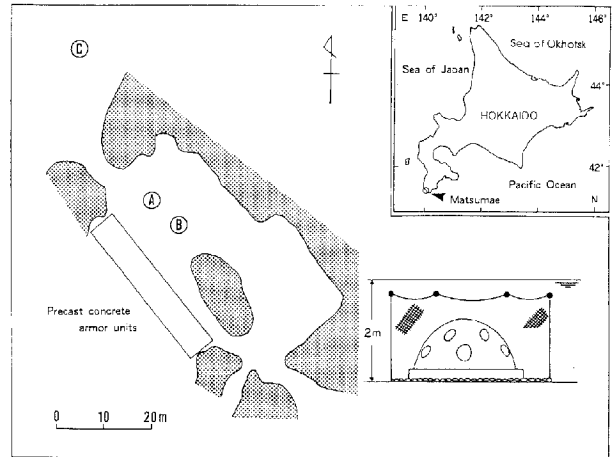 C
A
B
Precast concrete
armor units
0 10 20m
E 140° 142° 144° 146°
Sea of Okhotsk
Sea of Japan
44°
HOKKAIDO
42°
Pacific Ocean
Matsumae
N
2m